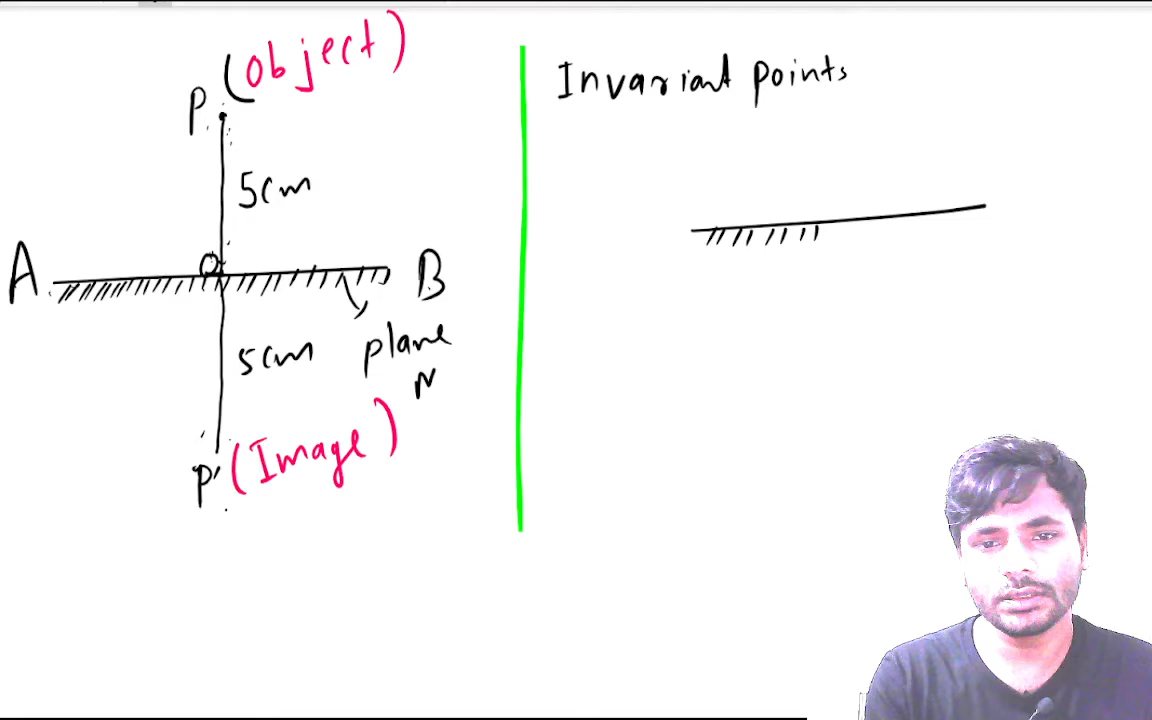 P (Object)
5cm
A O B
5cm
plane
P' (Image)
Invariant points